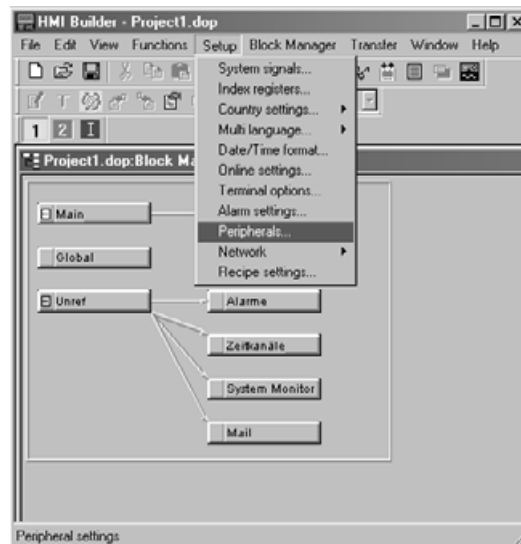 HMI Builder - Project1.dop
File Edit View Functions Setup Block Manager Transfer Window Help
System signals...
Index registers...
Country settings...
Multi language...
Date/Time format...
Online settings...
Terminal options...
Alarm settings...
Peripherals...
Network
Recipe settings...
1 2 I
Project1.dop:Block Ma
Main
Global
Unref
Alarme
Zeitkanäle
System Monitor
Mail
Peripheral settings